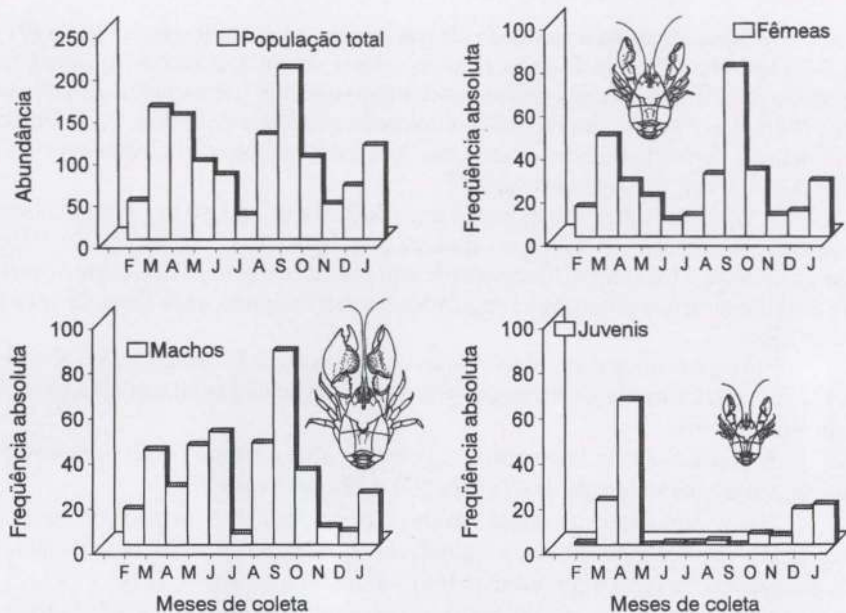 População total
Abundância
250
200
150
100
50
0
F M A M J J A S O N D J
Fêmeas
Freqüência absoluta
100
80
60
40
20
0
F M A M J J A S O N D J
Machos
Freqüência absoluta
100
80
60
40
20
0
F M A M J J A S O N D J
Meses de coleta
Juvenis
Freqüência absoluta
100
80
60
40
20
0
F M A M J J A S O N D J
Meses de coleta